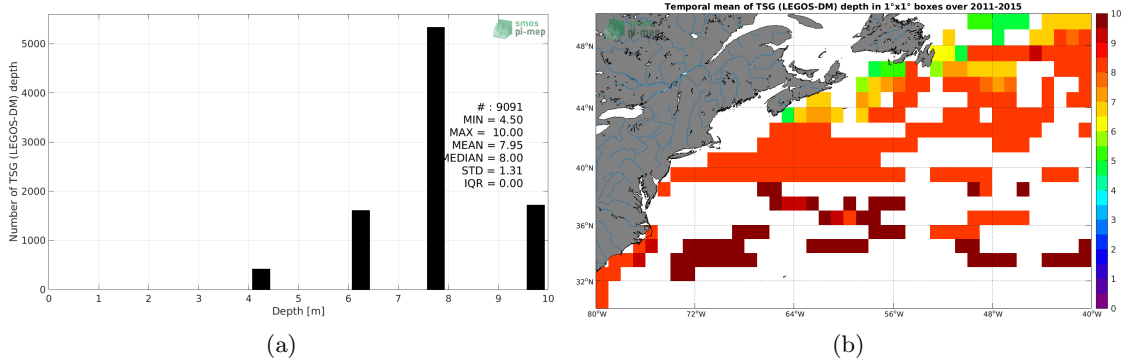 smos
pi-mep
5000
4000
3000
2000
1000
0
Number of TSG (LEGOS-DM) depth
# : 9091
MIN = 4.50
MAX = 10.00
MEAN = 7.95
MEDIAN = 8.00
STD = 1.31
IQR = 0.00
0 1 2 3 4 5 6 7 8 9 10
Depth [m]
(a)
Temporal mean of TSG (LEGOS-DM) depth in 1°x1° boxes over 2011-2015
smos
pi-mep
48°N
44°N
40°N
36°N
32°N
80°W 72°W 64°W 56°W 48°W 40°W
10
9
8
7
6
5
4
3
2
1
0
(b)